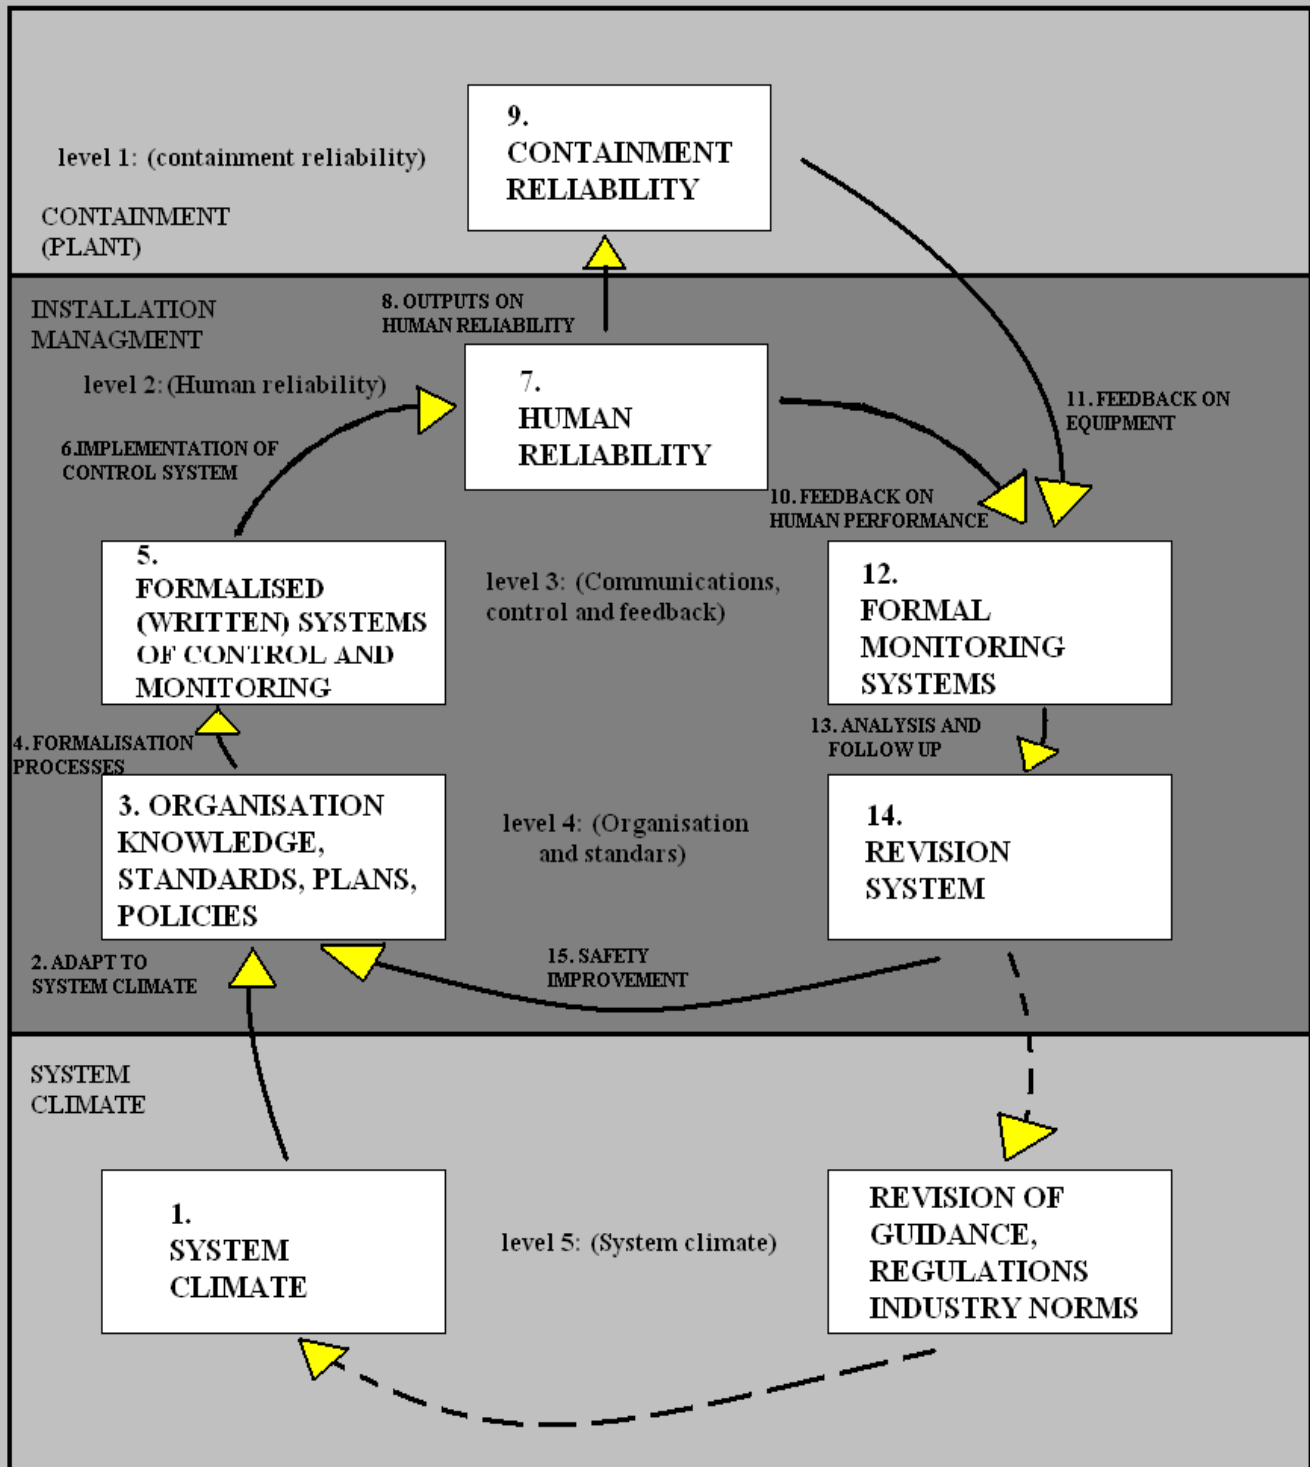 9.
CONTAINMENT
RELIABILITY
level 1: (containment reliability)
CONTAINMENT
(PLANT)
INSTALLATION
MANAGMENT
8. OUTPUTS ON
HUMAN RELIABILITY
level 2: (Human reliability)
7.
HUMAN
RELIABILITY
11. FEEDBACK ON
EQUIPMENT
6.IMPLEMENTATION OF
CONTROL SYSTEM
10. FEEDBACK ON
HUMAN PERFORMANCE
5.
FORMALISED
(WRITTEN) SYSTEMS
OF CONTROL AND
MONITORING
level 3: (Communications,
control and feedback)
12.
FORMAL
MONITORING
SYSTEMS
4. FORMALISATION
PROCESSES
13. ANALYSIS AND
FOLLOW UP
3. ORGANISATION
KNOWLEDGE,
STANDARDS, PLANS,
POLICIES
level 4: (Organisation
and standars)
14.
REVISION
SYSTEM
2. ADAPT TO
SYSTEM CLIMATE
15. SAFETY
IMPROVEMENT
SYSTEM
CLIMATE
1.
SYSTEM
CLIMATE
level 5: (System climate)
REVISION OF
GUIDANCE,
REGULATIONS
INDUSTRY NORMS